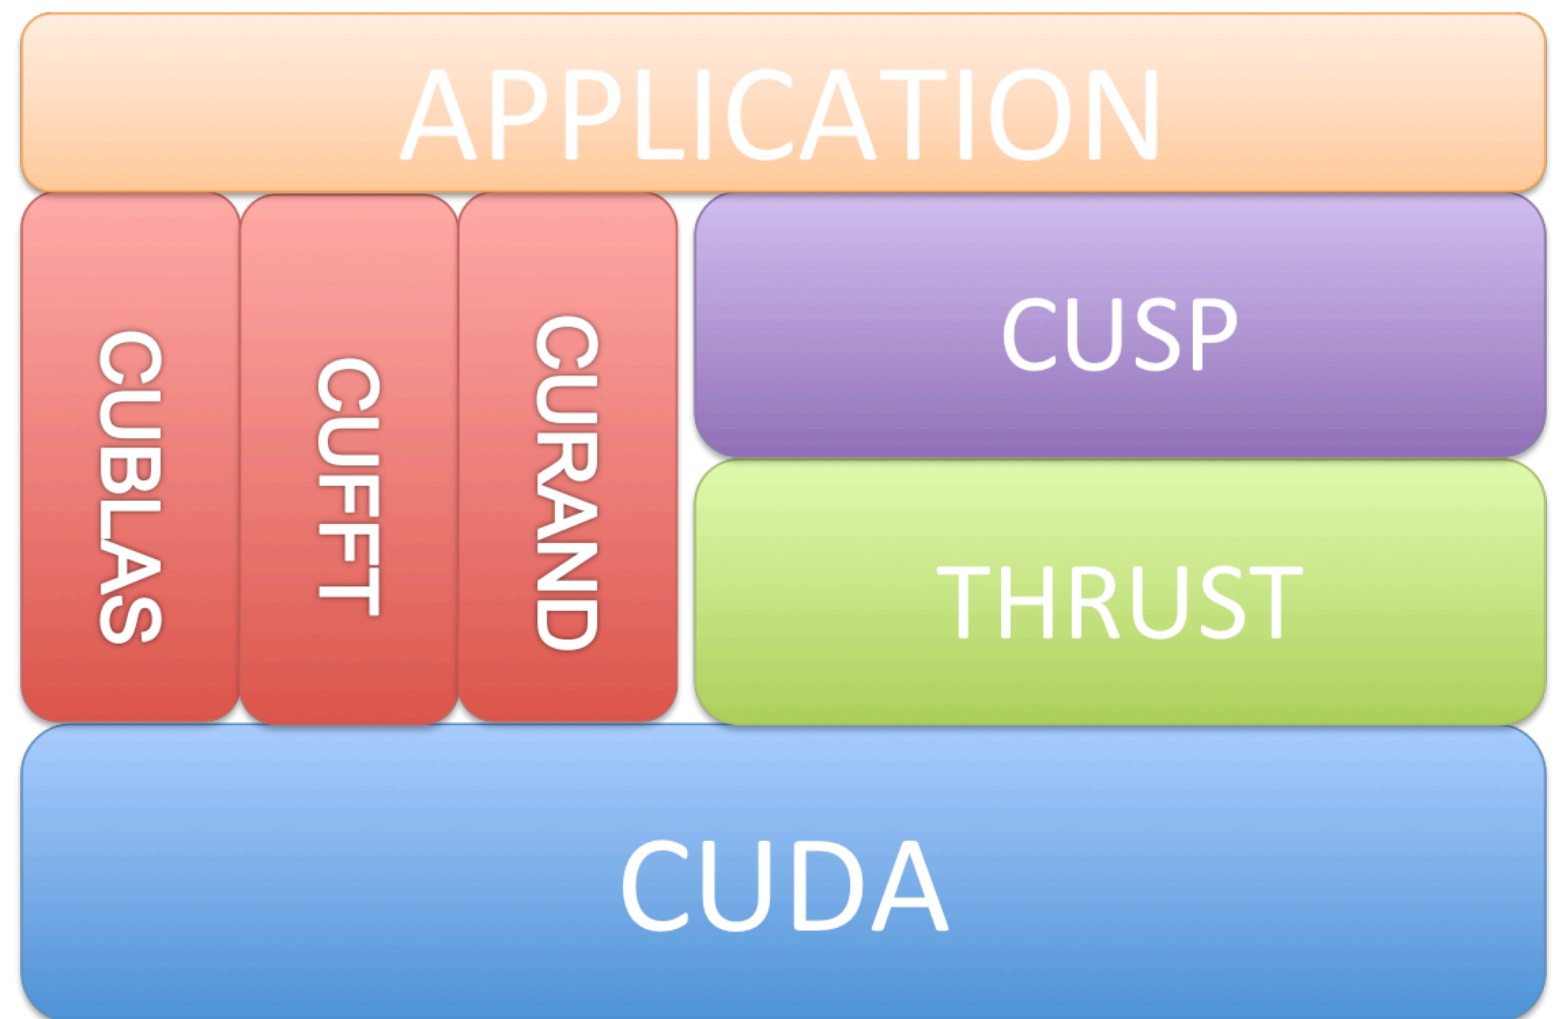 APPLICATION
CUBLAS
CUFFT
CURAND
CUSP
THRUST
CUDA